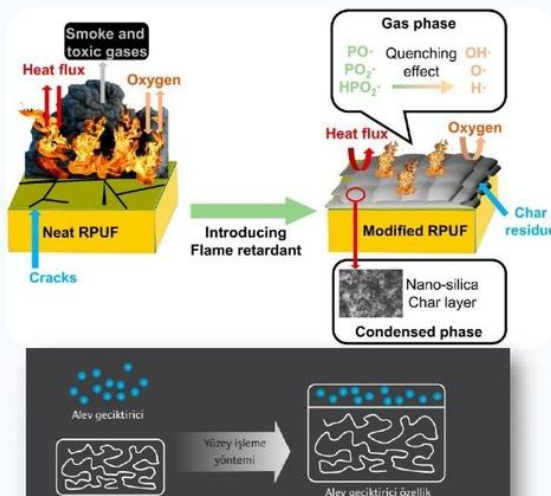 Smoke and
toxic gases
Heat flux
Oxygen
Neat RPUF
Cracks
Introducing
Flame retardant
Gas phase
PO·
PO₂·
HPO₂·
Quenching
effect
OH·
O·
H·
Heat flux
Oxygen
Modified RPUF
Char
residue
Nano-silica
Char layer
Condensed phase
Alev geciktirici
Yüzey işleme
yöntemi
Alev geciktirici özellik